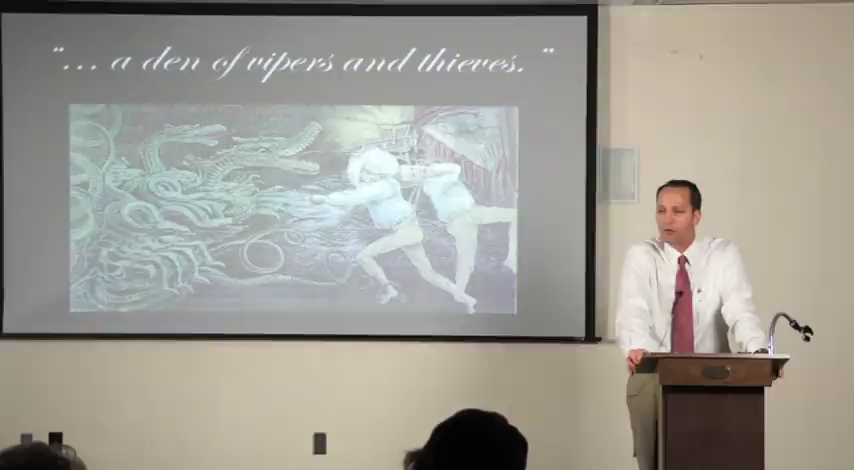 "... a den of vipers and thieves. "